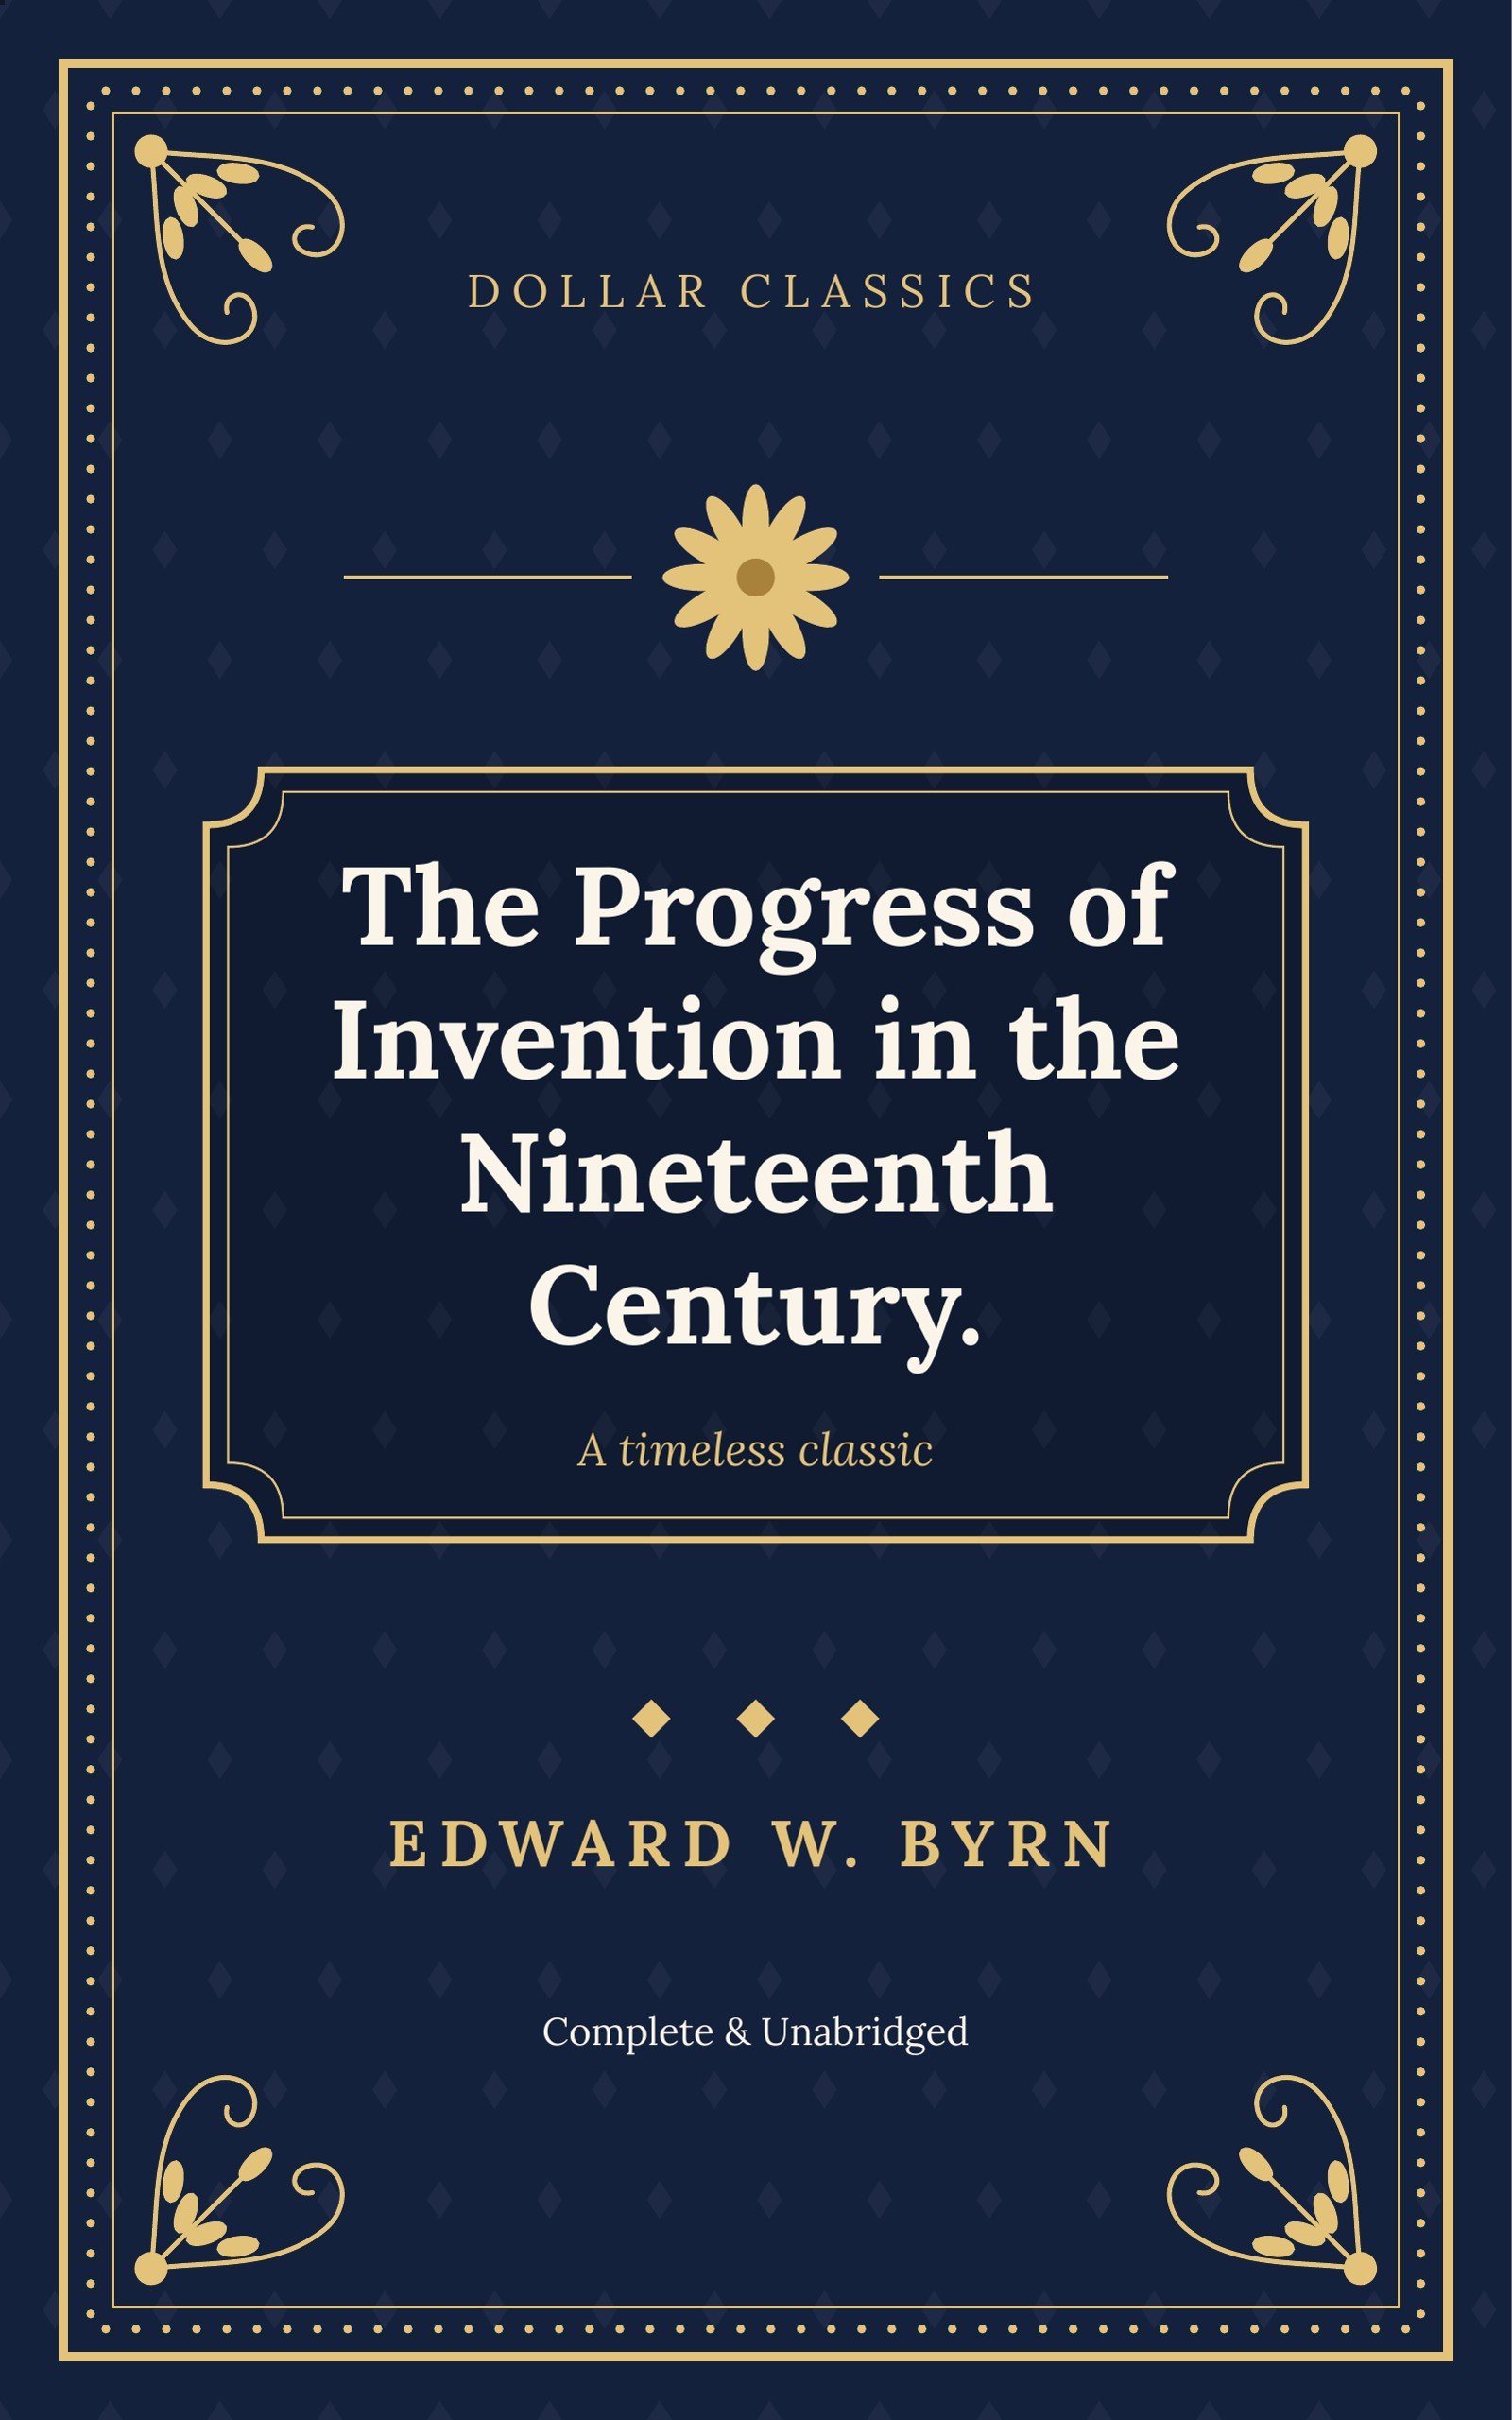 DOLLAR CLASSICS
The Progress of
Invention in the
Nineteenth
Century.
A timeless classic
EDWARD W. BYRN
Complete & Unabridged